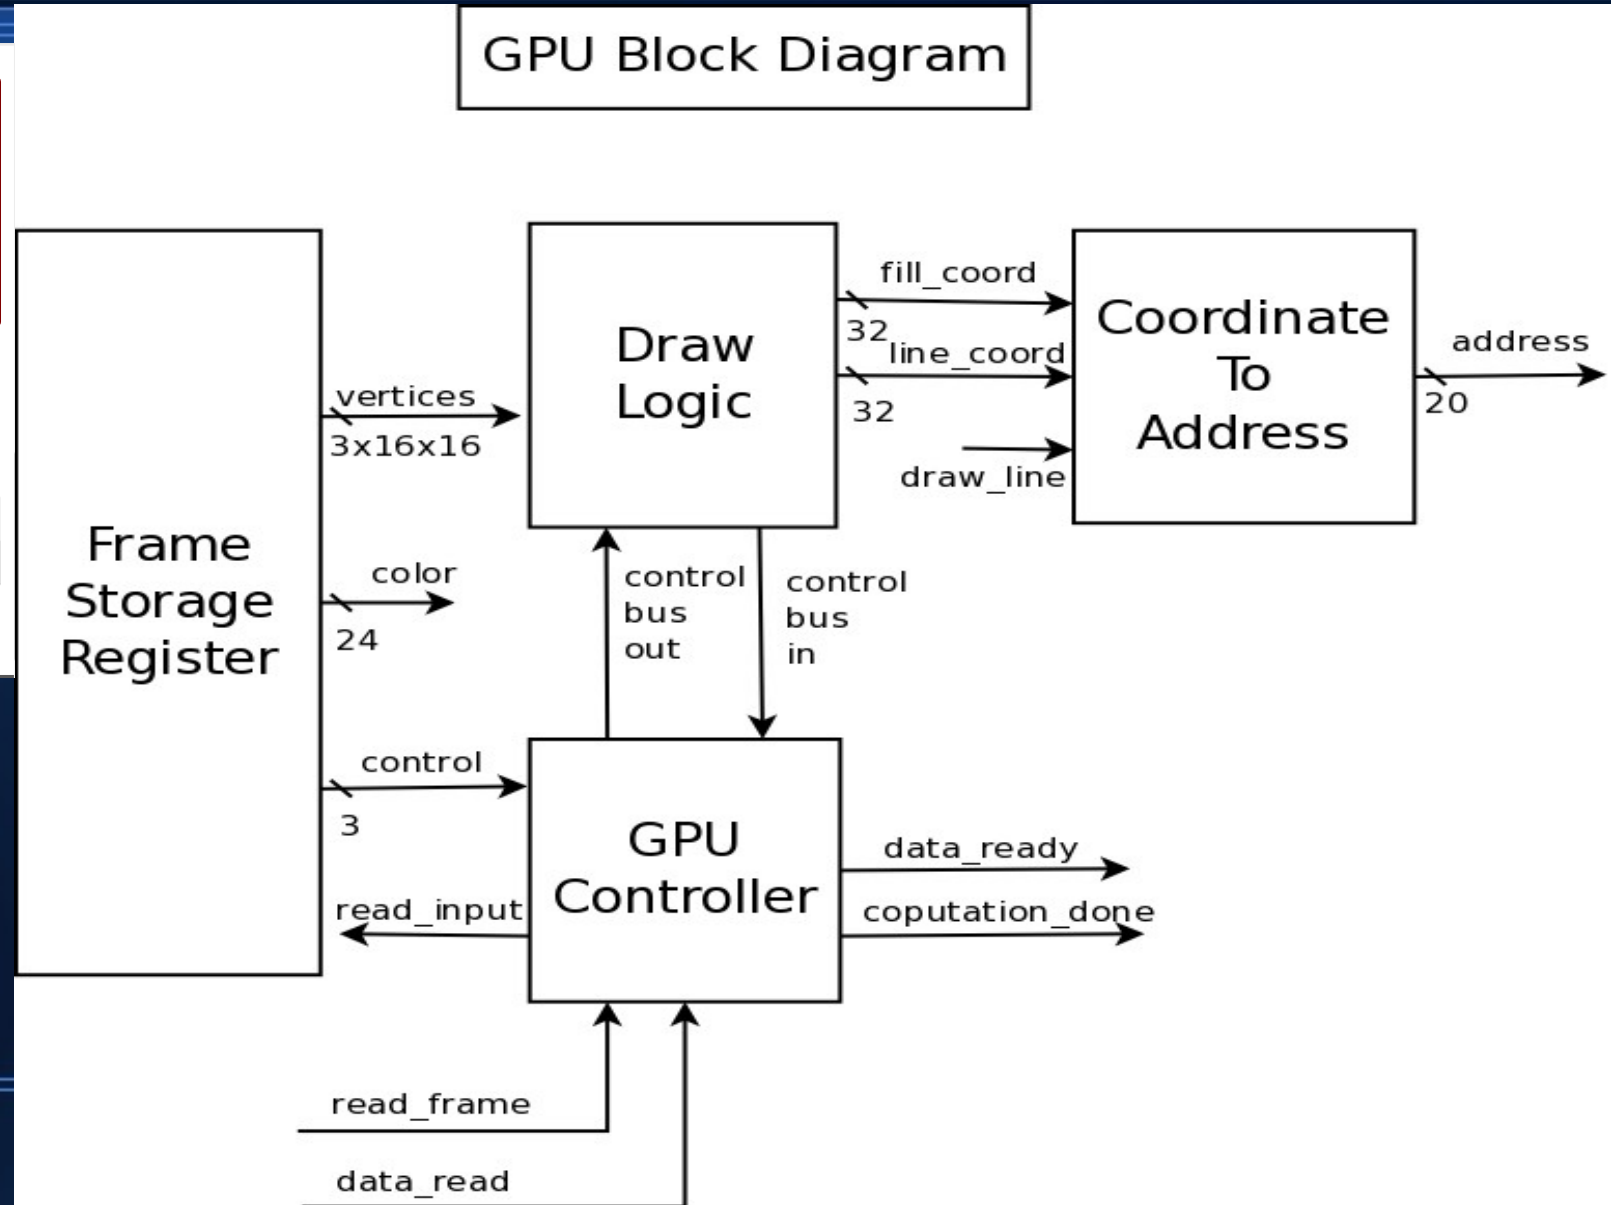 GPU Block Diagram
Frame
Storage
Register
vertices
3x16x16
color
24
control
3
read_input
Draw
Logic
control
bus
out
control
bus
in
GPU
Controller
fill_coord
32
line_coord
32
draw_line
Coordinate
To
Address
address
20
data_ready
coputation_done
read_frame
data_read